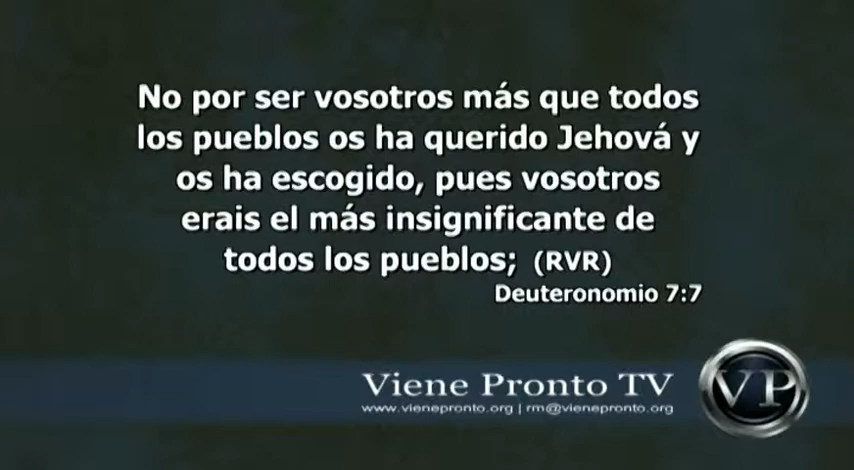 No por ser vosotros más que todos
los pueblos os ha querido Jehová y
os ha escogido, pues vosotros
erais el más insignificante de
todos los pueblos; (RVR)
Deuteronomio 7:7
Viene Pronto TV
www.vienepronto.org | rm@vienepronto.org
VP